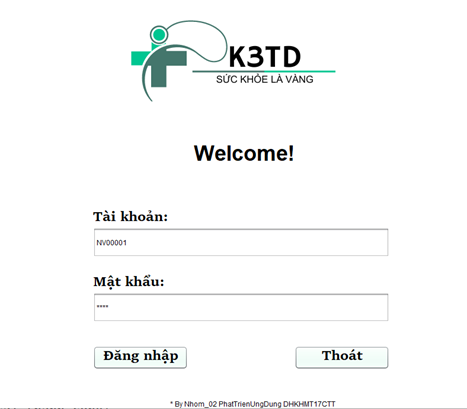 K3TD
SỨC KHỎE LÀ VÀNG
Welcome!
Tài khoản:
NV00001
Mật khẩu:
****
Đăng nhập
Thoát
* By Nhom_02 PhatTrienUngDung DHKHMT17CTT